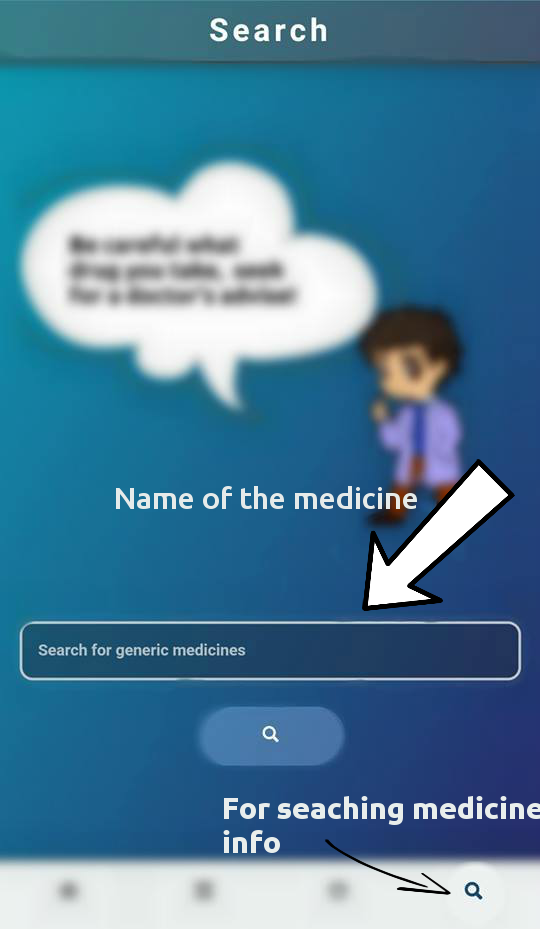 Search
Be careful what
drug you take, seek
for a doctor's advise!
Name of the medicine
Search for generic medicines
For seaching medicine
info